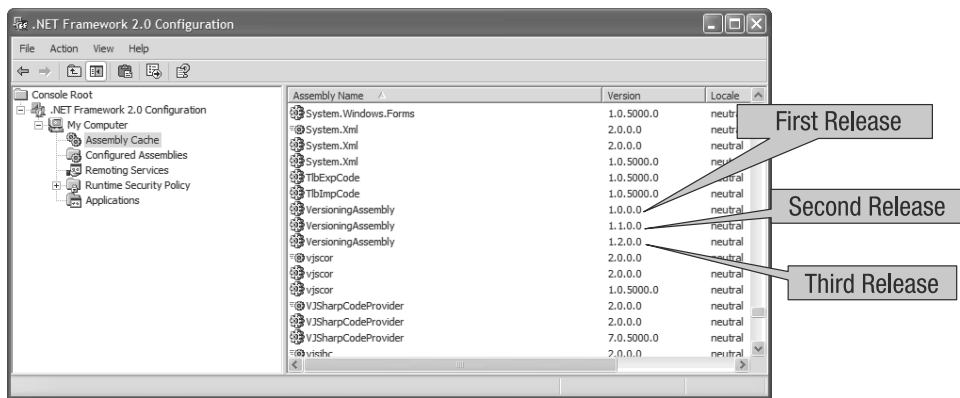 .NET Framework 2.0 Configuration
File Action View Help
Console Root
.NET Framework 2.0 Configuration
My Computer
Assembly Cache
Configured Assemblies
Remoting Services
Runtime Security Policy
Applications
Assembly Name Version Locale
System.Windows.Forms 1.0.5000.0 neutral
System.Xml 2.0.0.0 neutral
System.Xml 2.0.0.0 neutral
System.Xml 1.0.5000.0 neutral
TlbExpCode 1.0.5000.0 neutral
TlbImpCode 1.0.5000.0 neutral
VersioningAssembly 1.0.0.0 neutral
VersioningAssembly 1.1.0.0 neutral
VersioningAssembly 1.2.0.0 neutral
vjscor 2.0.0.0 neutral
vjscor 2.0.0.0 neutral
vjscor 1.0.5000.0 neutral
VJSharpCodeProvider 2.0.0.0 neutral
VJSharpCodeProvider 2.0.0.0 neutral
VJSharpCodeProvider 7.0.5000.0 neutral
vjsjbc 2.0.0.0 neutral
First Release
Second Release
Third Release